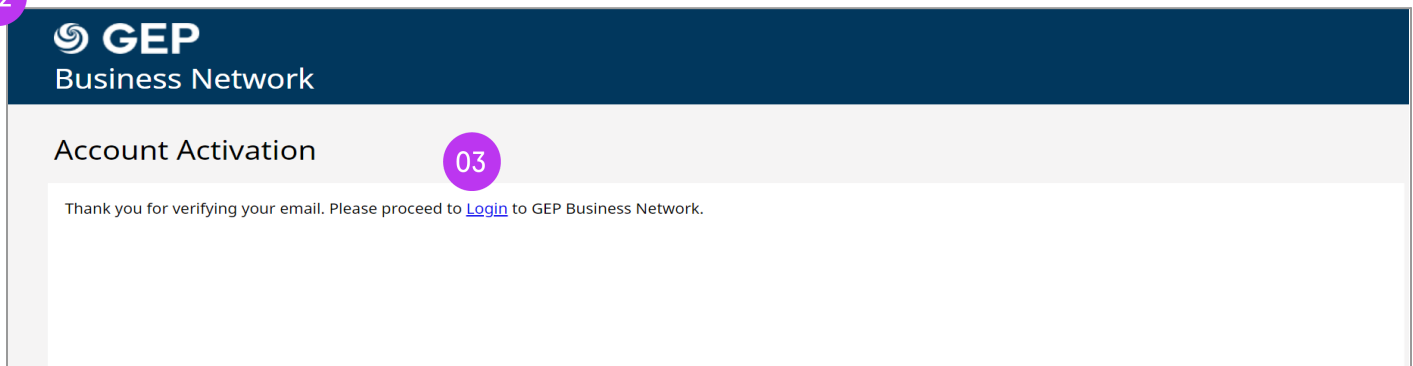 GEP
Business Network
Account Activation
03
Thank you for verifying your email. Please proceed to Login to GEP Business Network.